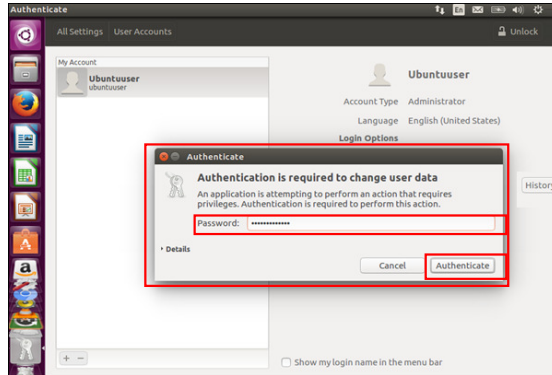 Authenticate
En
All Settings User Accounts
Unlock
My Account
Ubuntuuser
ubuntuuser
Ubuntuuser
Account Type Administrator
Language English (United States)
Login Options
History
Authenticate
Authentication is required to change user data
An application is attempting to perform an action that requires
privileges. Authentication is required to perform this action.
Password: •••••••••••••
Details
Cancel Authenticate
+ −
Show my login name in the menu bar